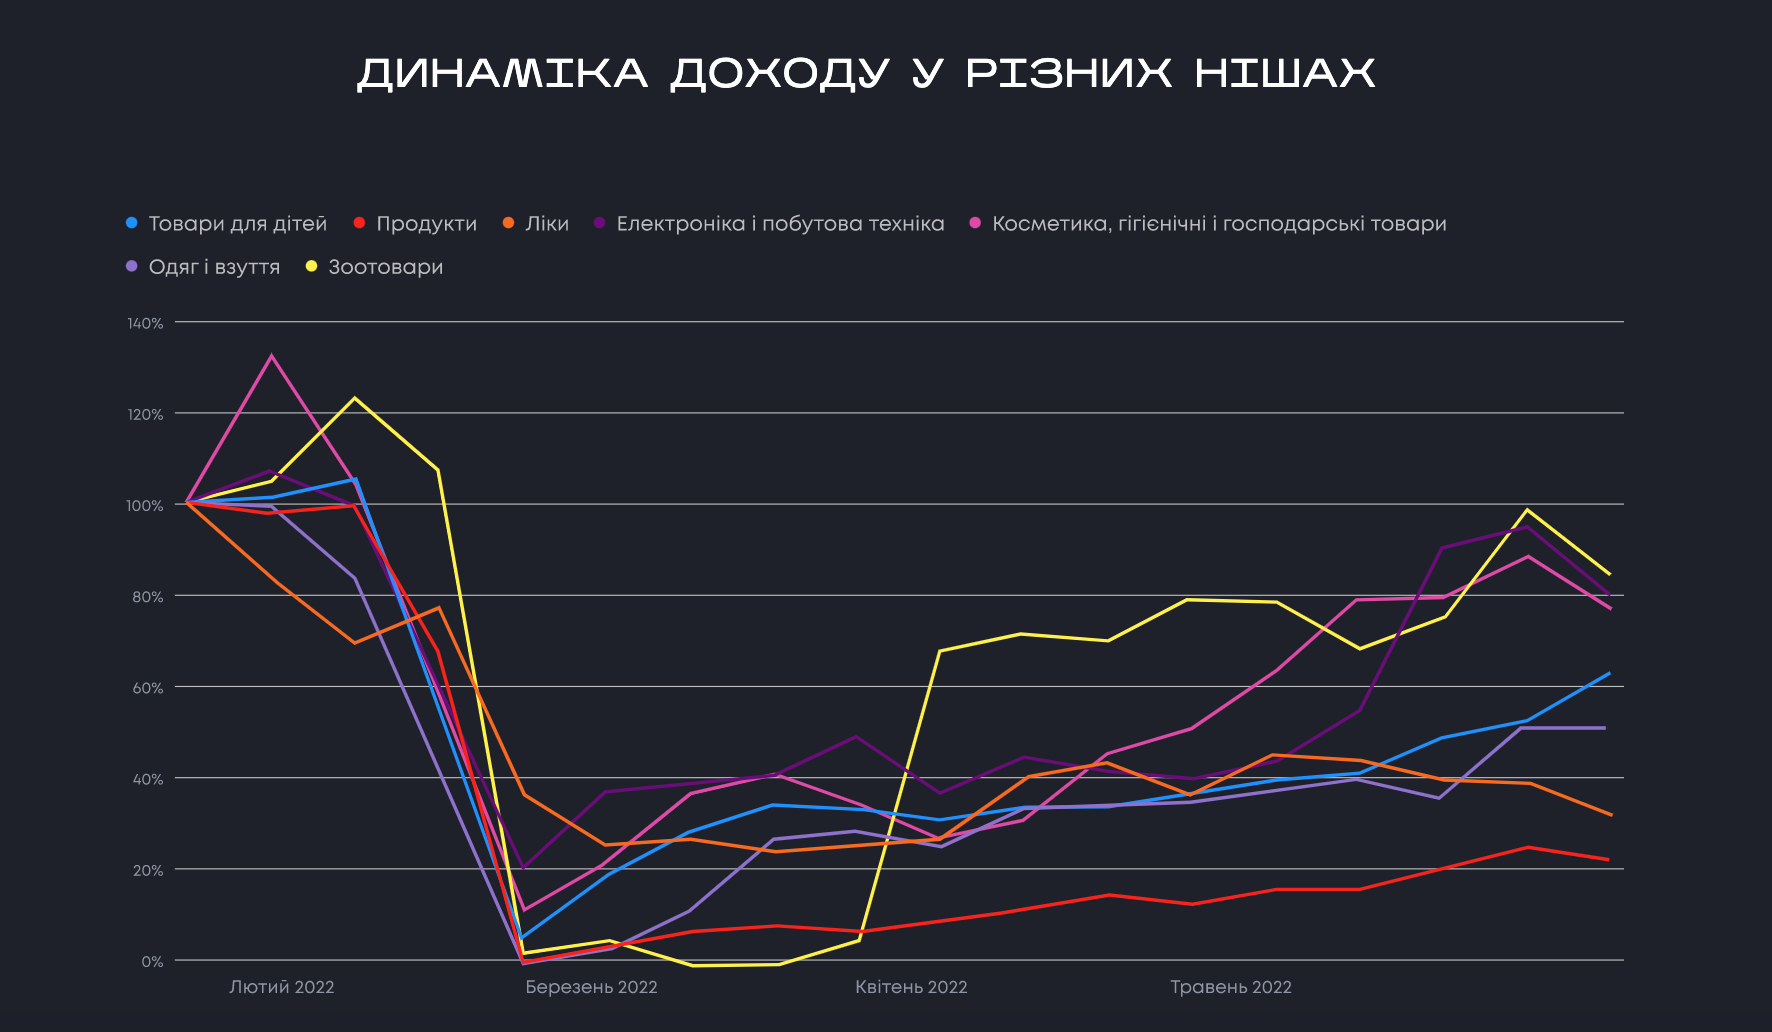 ДИНАМІКА ДОХОДУ У РІЗНИХ НІШАХ
Товари для дітей Продукти Ліки Електроніка і побутова техніка Косметика, гігієнічні і господарські товари
Одяг і взуття Зоотовари
140%
120%
100%
80%
60%
40%
20%
0%
Лютий 2022 Березень 2022 Квітень 2022 Травень 2022